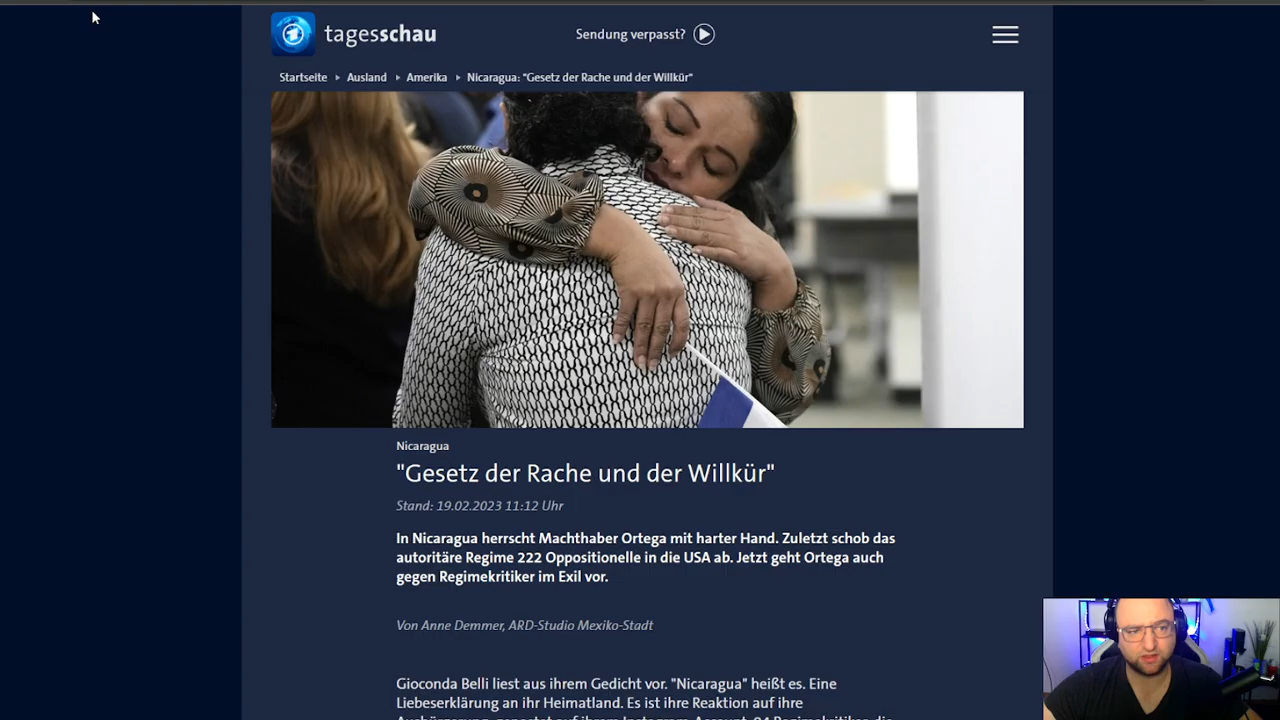 tagesschau
Sendung verpasst?
Startseite Ausland Amerika Nicaragua: "Gesetz der Rache und der Willkür"
Nicaragua
"Gesetz der Rache und der Willkür"
Stand: 19.02.2023 11:12 Uhr
In Nicaragua herrscht Machthaber Ortega mit harter Hand. Zuletzt schob das
autoritäre Regime 222 Oppositionelle in die USA ab. Jetzt geht Ortega auch
gegen Regimekritiker im Exil vor.
Von Anne Demmer, ARD-Studio Mexiko-Stadt
Gioconda Belli liest aus ihrem Gedicht vor. "Nicaragua" heißt es. Eine
Liebeserklärung an ihr Heimatland. Es ist ihre Reaktion auf ihre